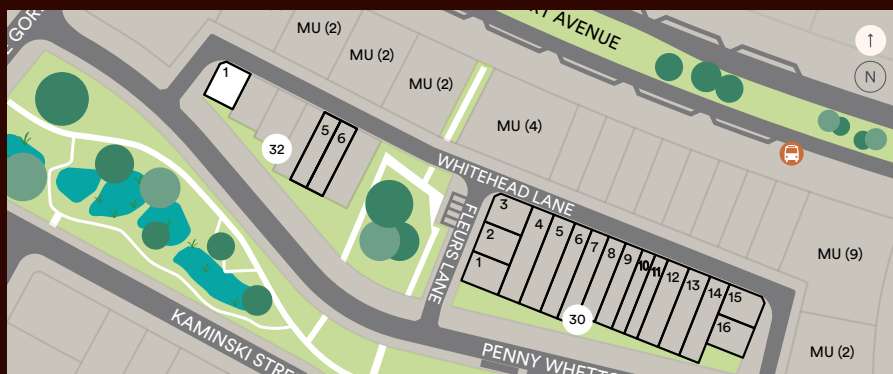 MU (2)
MU (2)
MU (2)
MU (4)
AVENUE
↑
N
1
5
6
32
WHITEHEAD LANE
FLEURS LANE
3
2
1
4
5
6
7
8
9
10
11
12
13
14
15
16
30
MU (9)
MU (2)
KAMINSKI
PENNY